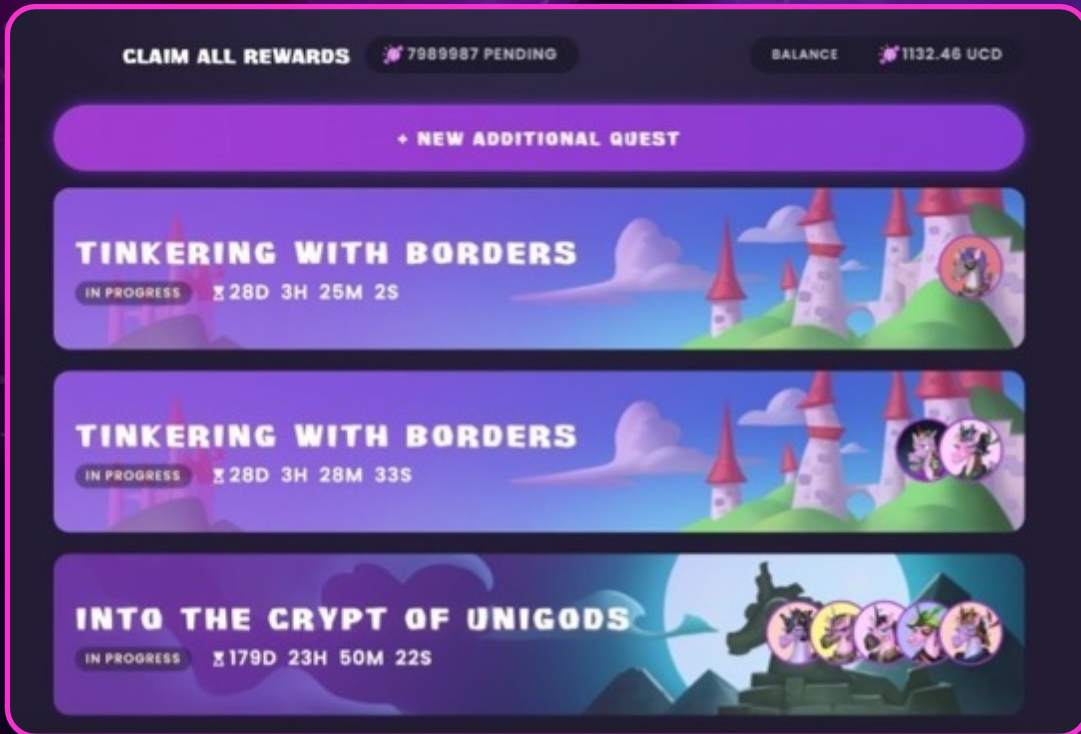 CLAIM ALL REWARDS 7989987 PENDING BALANCE 1132.46 UCD
+ NEW ADDITIONAL QUEST
TINKERING WITH BORDERS
IN PROGRESS 28D 3H 25M 2S
TINKERING WITH BORDERS
IN PROGRESS 28D 3H 28M 33S
INTO THE CRYPT OF UNIGODS
IN PROGRESS 179D 23H 50M 22S